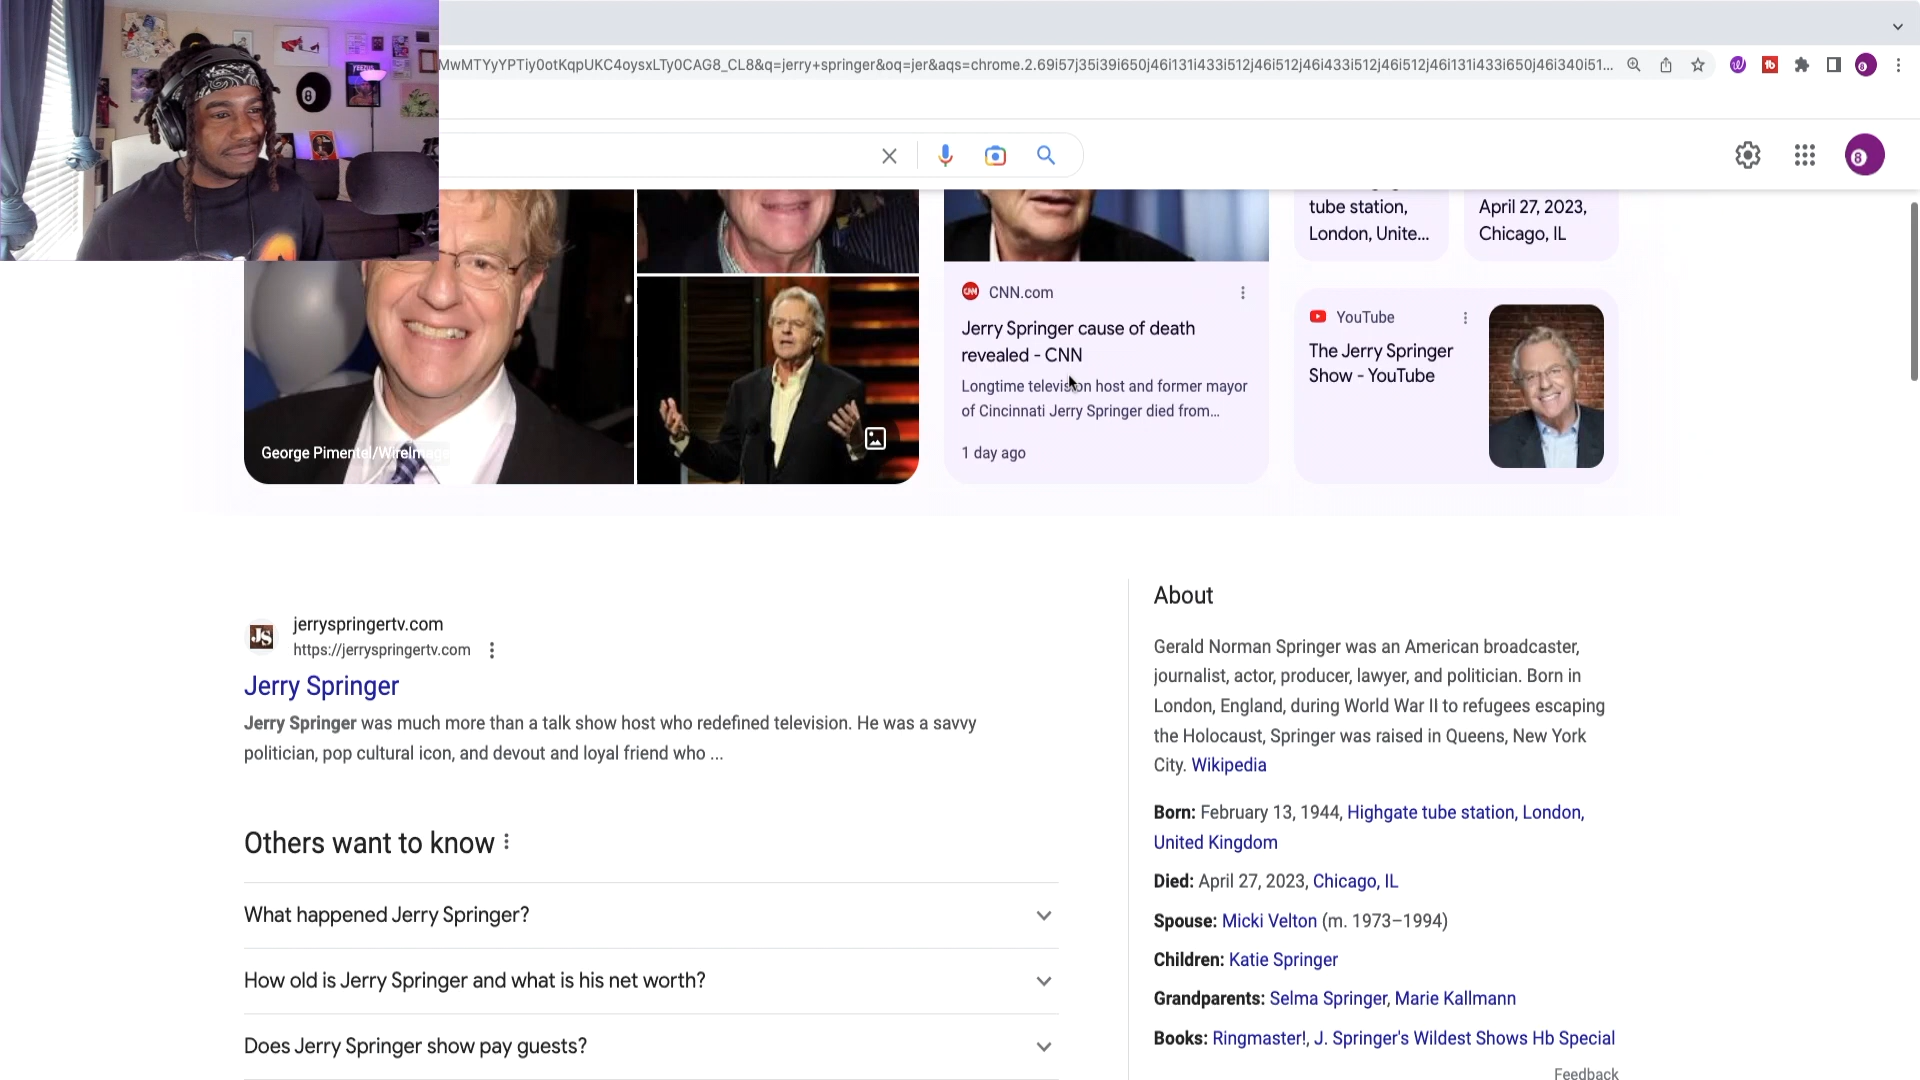 MwMTYyYPTiy0otKqpUKC4oysxLTy0CAG8_CL8&q=jerry+springer&oq=jer&aqs=chrome.2.69i57j35i39i650j46i131i433i512j46i512j46i433i512j46i512j46i131i433i650j46i340i51...
8
8
8
tube station,
London, Unite...
April 27, 2023,
Chicago, IL
George Pimentel/WireImage
CNN
CNN.com
Jerry Springer cause of death
revealed - CNN
Longtime television host and former mayor
of Cincinnati Jerry Springer died from...
1 day ago
YouTube
The Jerry Springer
Show - YouTube
JS
jerryspringertv.com
https://jerryspringertv.com
Jerry Springer
Jerry Springer was much more than a talk show host who redefined television. He was a savvy
politician, pop cultural icon, and devout and loyal friend who ...
Others want to know
What happened Jerry Springer?
How old is Jerry Springer and what is his net worth?
Does Jerry Springer show pay guests?
About
Gerald Norman Springer was an American broadcaster,
journalist, actor, producer, lawyer, and politician. Born in
London, England, during World War II to refugees escaping
the Holocaust, Springer was raised in Queens, New York
City. Wikipedia
Born: February 13, 1944, Highgate tube station, London,
United Kingdom
Died: April 27, 2023, Chicago, IL
Spouse: Micki Velton (m. 1973–1994)
Children: Katie Springer
Grandparents: Selma Springer, Marie Kallmann
Books: Ringmaster!, J. Springer's Wildest Shows Hb Special
Feedback